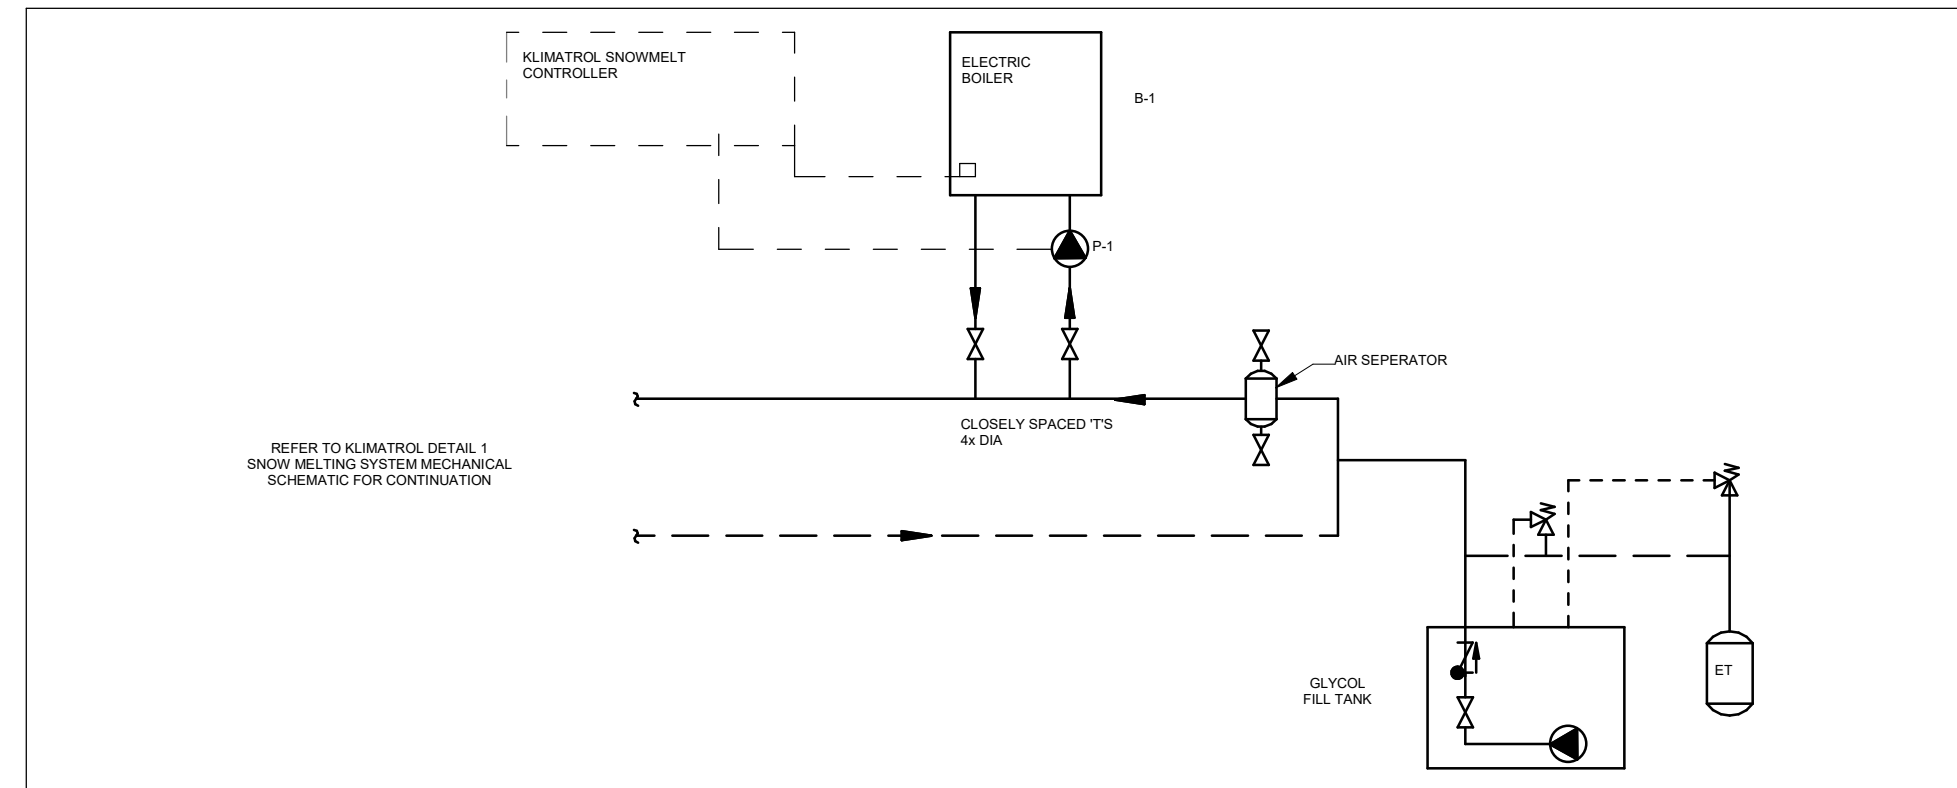 KLIMATROL SNOWMELT
CONTROLLER
ELECTRIC
BOILER
B-1
P-1
AIR SEPERATOR
CLOSELY SPACED 'T'S
4x DIA
REFER TO KLIMATROL DETAIL 1
SNOW MELTING SYSTEM MECHANICAL
SCHEMATIC FOR CONTINUATION
GLYCOL
FILL TANK
ET